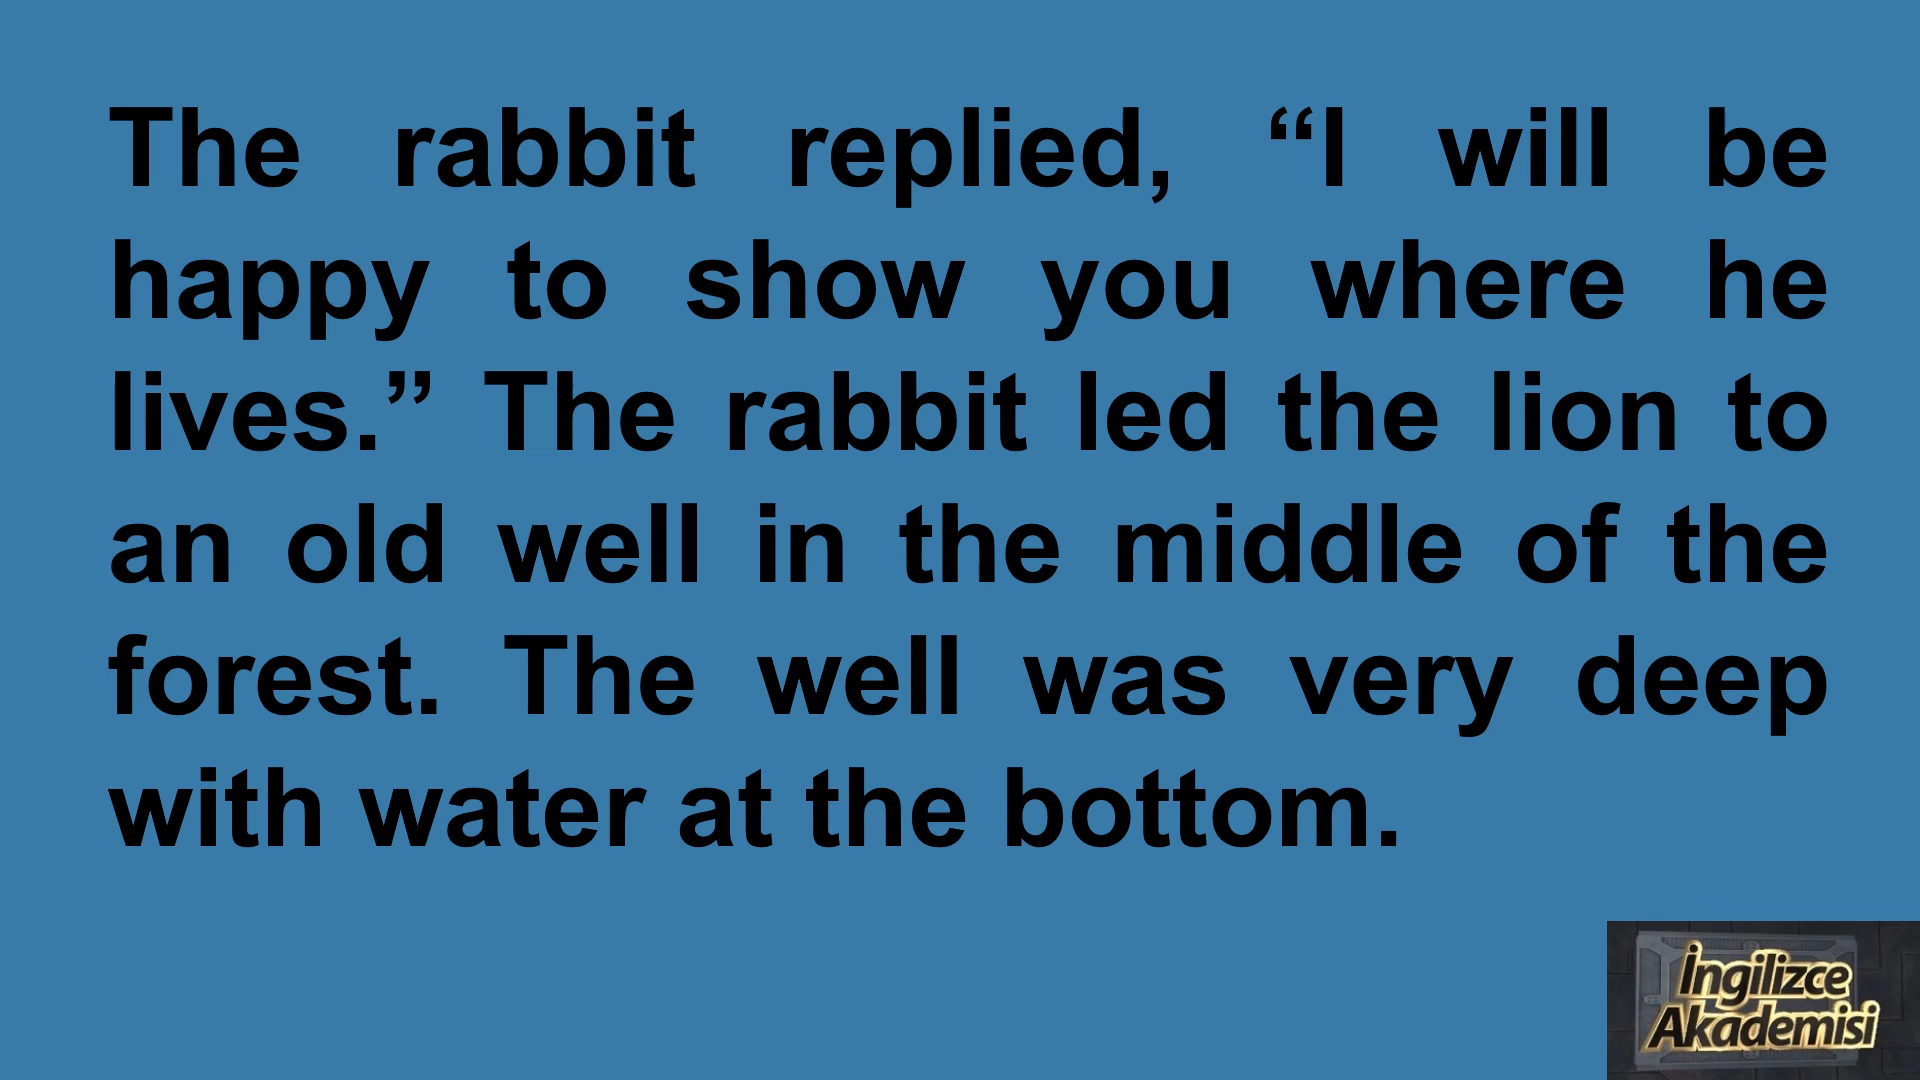 The rabbit replied, “I will be
happy to show you where he
lives.” The rabbit led the lion to
an old well in the middle of the
forest. The well was very deep
with water at the bottom.
İngilizce
Akademisi